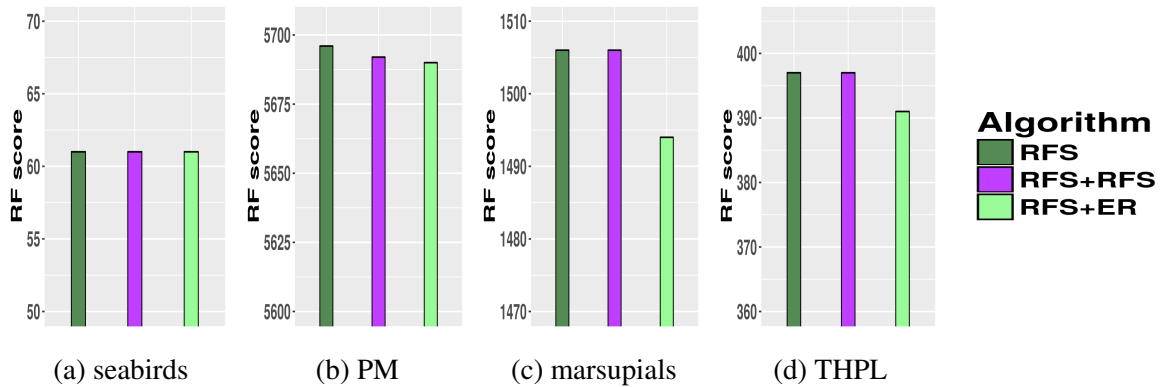 RF score
70
65
60
55
50
(a) seabirds
RF score
5700
5675
5650
5625
5600
(b) PM
RF score
1510
1500
1490
1480
1470
(c) marsupials
RF score
400
390
380
370
360
(d) THPL
Algorithm
RFS
RFS+RFS
RFS+ER